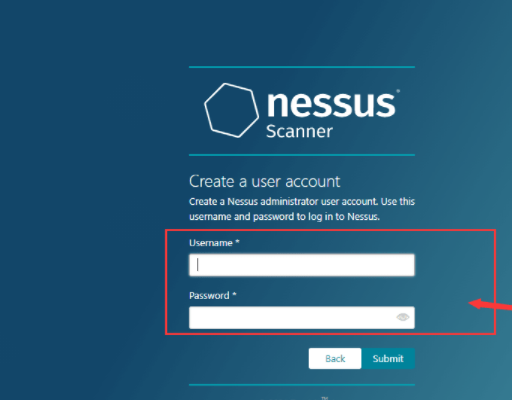 nessus®
Scanner
Create a user account
Create a Nessus administrator user account. Use this
username and password to log in to Nessus.
Username *
Password *
Back Submit